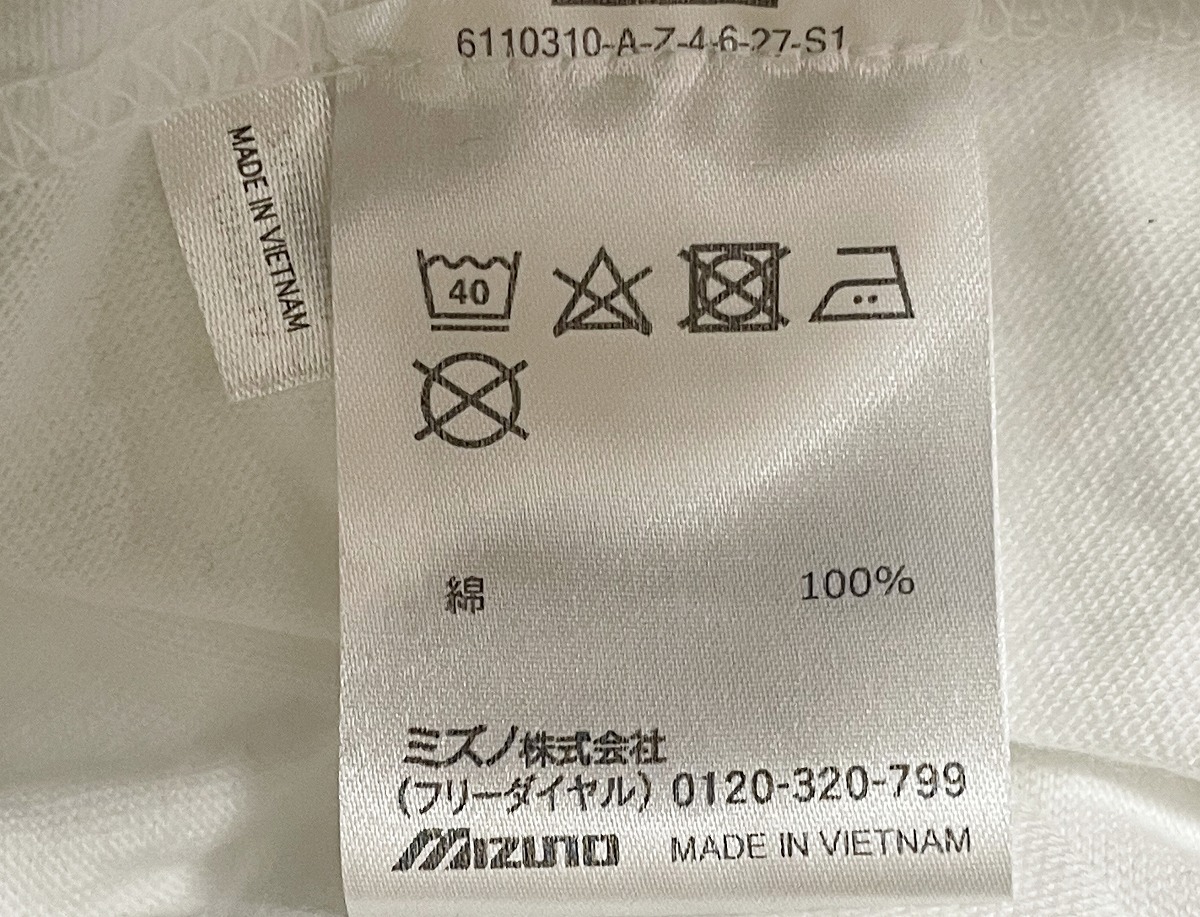 6110310-A-7-4-6-27-S1
MADE IN VIETNAM
40
綿 100%
ミズノ株式会社
(フリーダイヤル) 0120-320-799
MIZUNO MADE IN VIETNAM